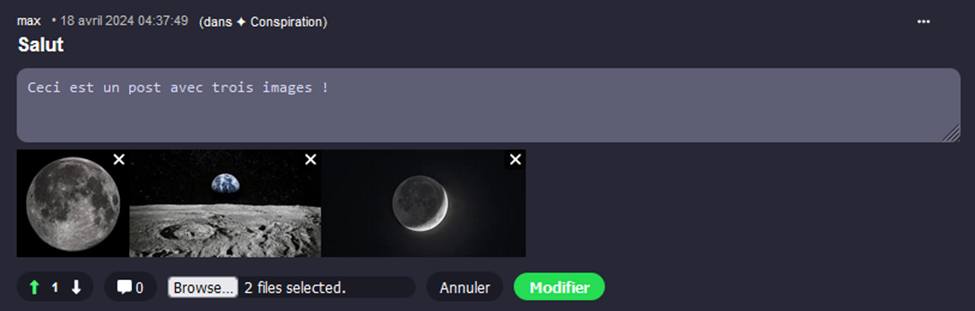 max • 18 avril 2024 04:37:49 (dans ✦ Conspiration) •••
Salut
Ceci est un post avec trois images !
1 0 Browse... 2 files selected. Annuler Modifier